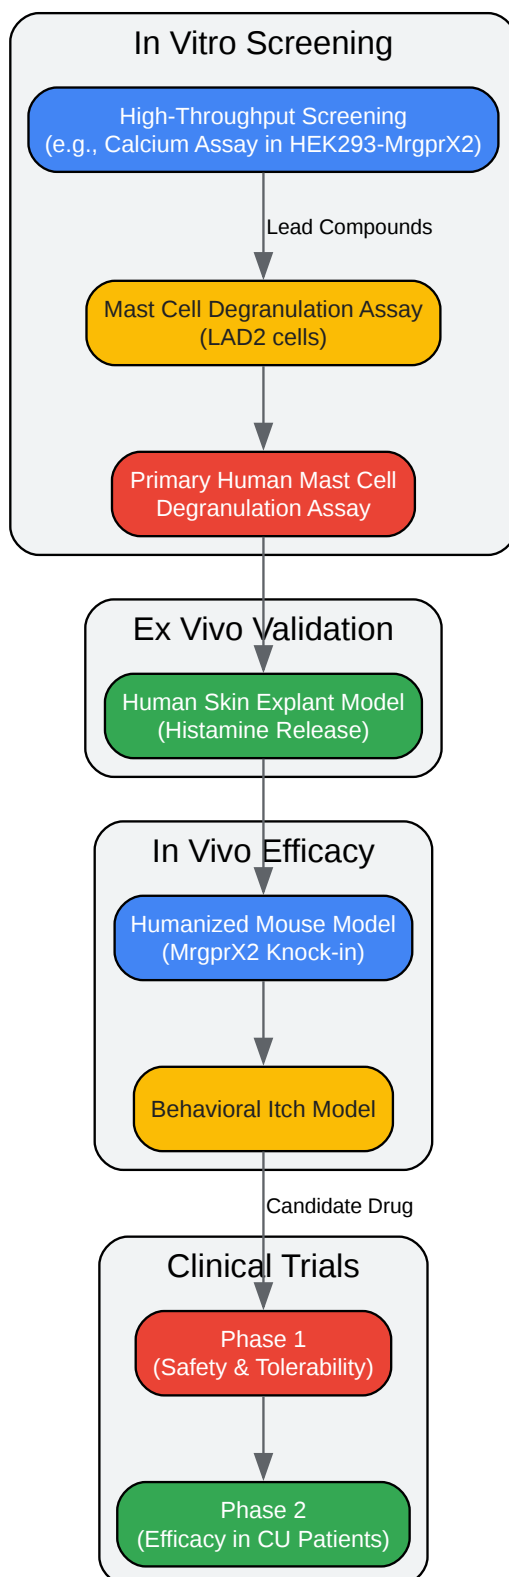 In Vitro Screening
High-Throughput Screening
(e.g., Calcium Assay in HEK293-MrgprX2)
Lead Compounds
Mast Cell Degranulation Assay
(LAD2 cells)
Primary Human Mast Cell
Degranulation Assay
Ex Vivo Validation
Human Skin Explant Model
(Histamine Release)
In Vivo Efficacy
Humanized Mouse Model
(MrgprX2 Knock-in)
Behavioral Itch Model
Candidate Drug
Clinical Trials
Phase 1
(Safety & Tolerability)
Phase 2
(Efficacy in CU Patients)